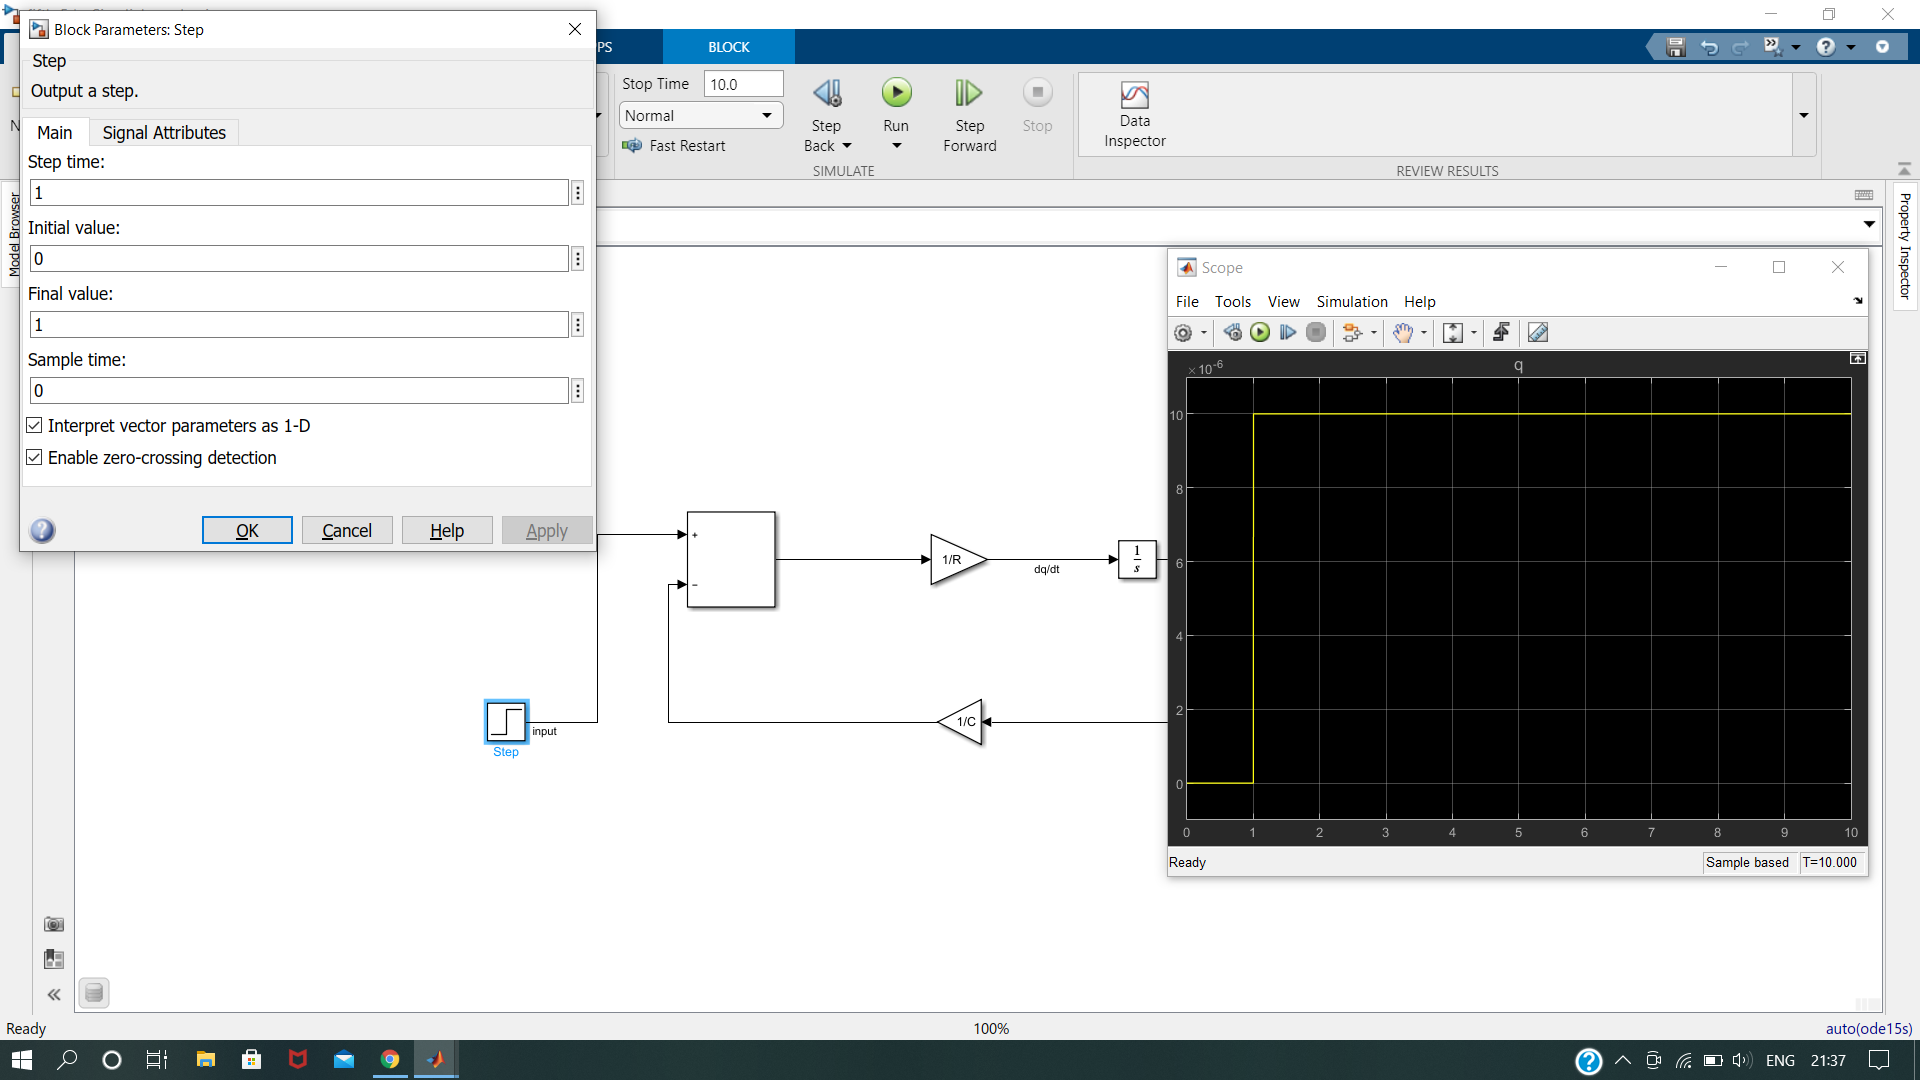 Block Parameters: Step
Step
Output a step.
Main
Signal Attributes
Step time:
1
Initial value:
0
Final value:
1
Sample time:
0
Interpret vector parameters as 1-D
Enable zero-crossing detection
OK
Cancel
Help
Apply
PS
BLOCK
Stop Time
10.0
Normal
Fast Restart
Step
Back
Run
Step
Forward
Stop
SIMULATE
Data
Inspector
REVIEW RESULTS
N
Model Browser
Property Inspector
Scope
File
Tools
View
Simulation
Help
×10-6
q
10
8
6
4
2
0
0 1 2 3 4 5 6 7 8 9 10
Ready
Sample based
T=10.000
+
−
1/R
dq/dt
1
s
1/C
input
Step
Ready
100%
auto(ode15s)
ENG
21:37